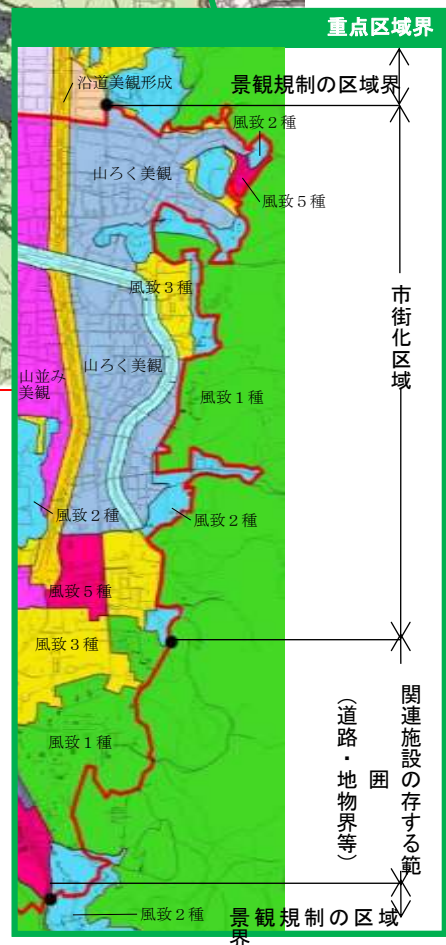 重点区域界
沿道美観形成
景観規制の区域界
風致２種
山ろく美観
風致５種
風致３種
市街化区域
山ろく美観
山並み
美観
風致１種
風致２種
風致２種
風致５種
風致３種
関連施設の存する範
囲
（道路・地物界等）
風致１種
風致２種
景観規制の区域
界